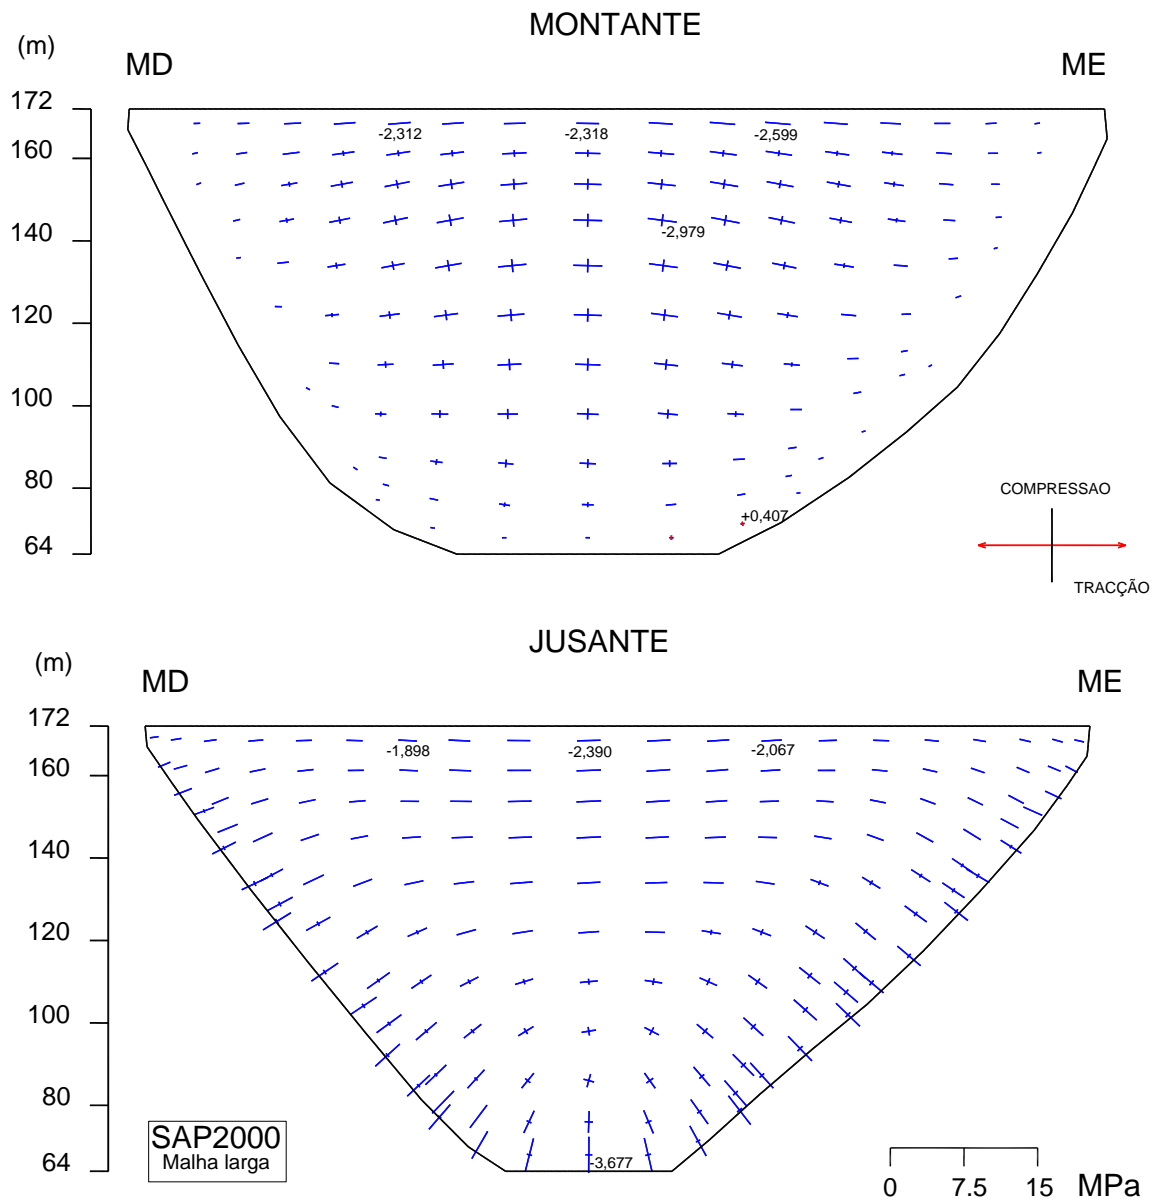 MONTANTE
(m)
MD
ME
172
-2,312
-2,318
-2,599
160
140
-2,979
120
100
80
COMPRESSAO
+0,407
64
TRACÇÃO
JUSANTE
(m)
MD
ME
172
-1,898
-2,390
-2,067
160
140
120
100
80
SAP2000
Malha larga
-3,677
64
0
7.5
15
MPa